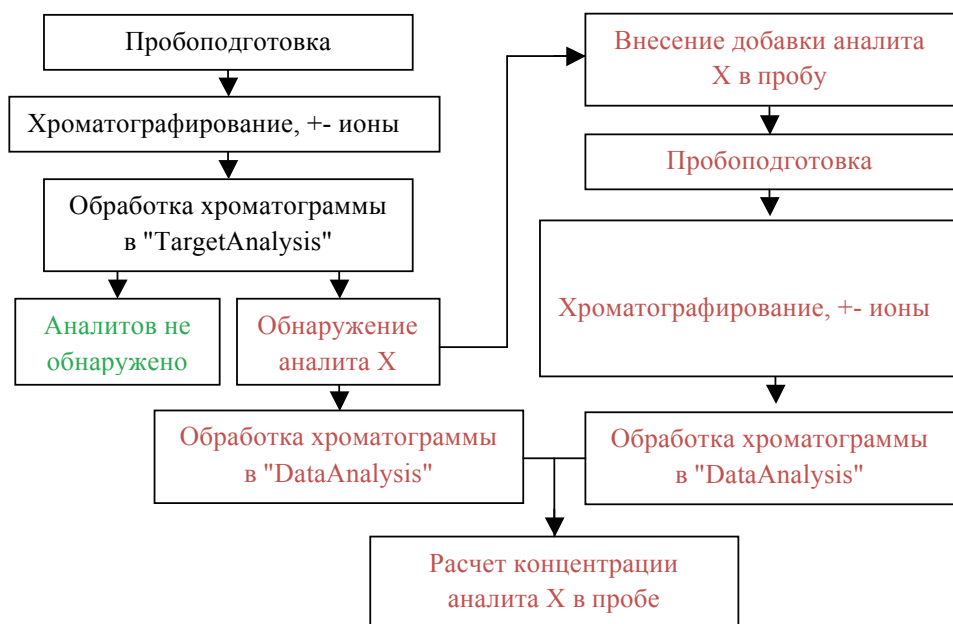 Пробоподготовка
Хроматографирование, +- ионы
Обработка хроматограммы
в "TargetAnalysis"
Аналитов не
обнаружено
Обнаружение
аналита X
Внесение добавки аналита
X в пробу
Пробоподготовка
Хроматографирование, +- ионы
Обработка хроматограммы
в "DataAnalysis"
Обработка хроматограммы
в "DataAnalysis"
Расчет концентрации
аналита X в пробе